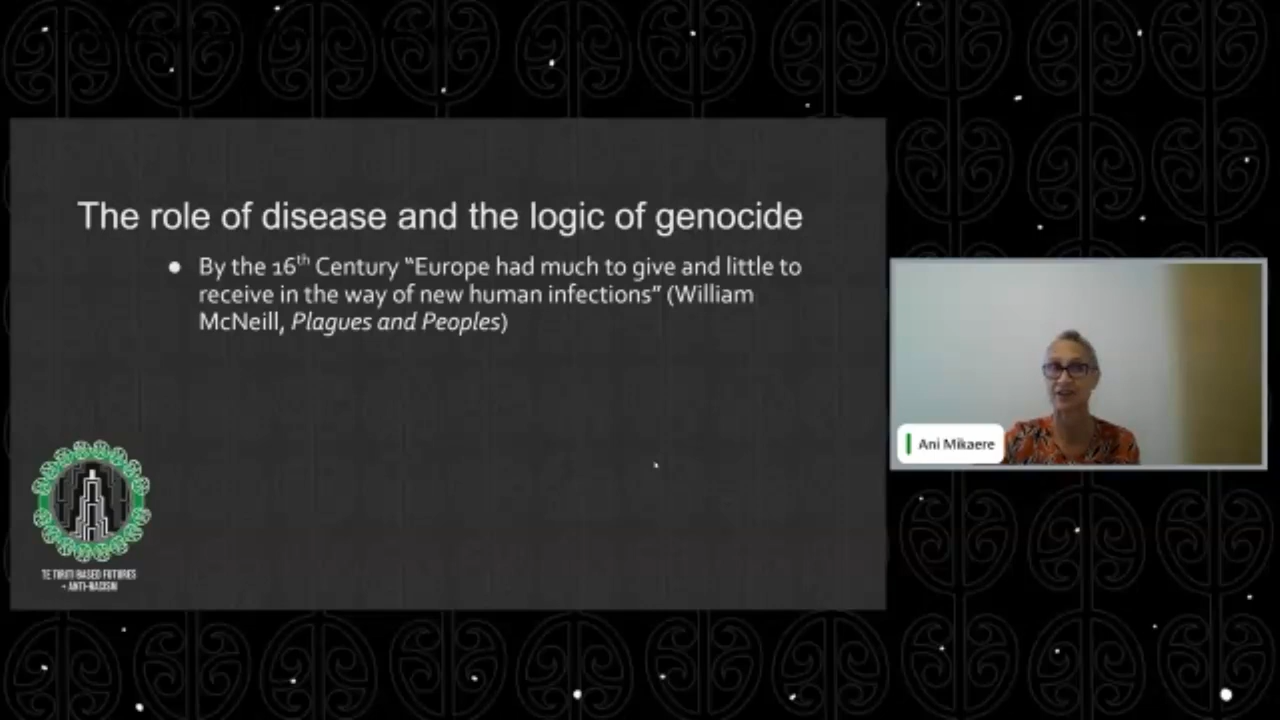 The role of disease and the logic of genocide
● By the 16th Century “Europe had much to give and little to
receive in the way of new human infections” (William
McNeill, Plagues and Peoples)
Ani Mikaere
TE TIRITI BASED FUTURES
+ ANTI-RACISM